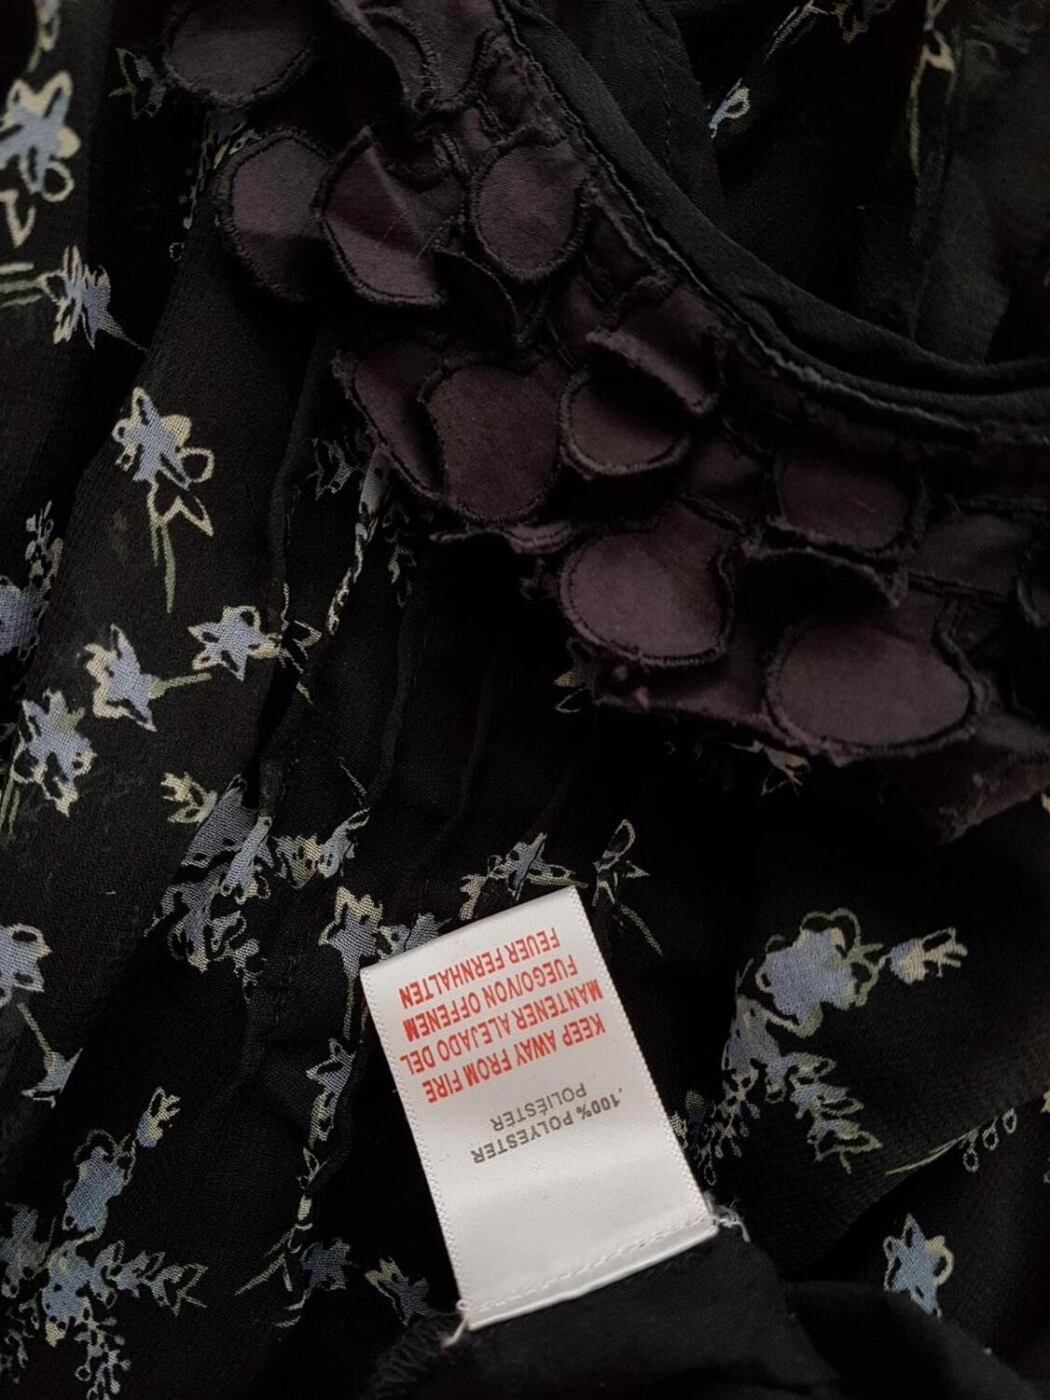 100% POLYESTER
POLIÉSTER
KEEP AWAY FROM FIRE
MANTENER ALEJADO DEL
FUEGO/VON OFFENEM
FEUER FERNHALTEN